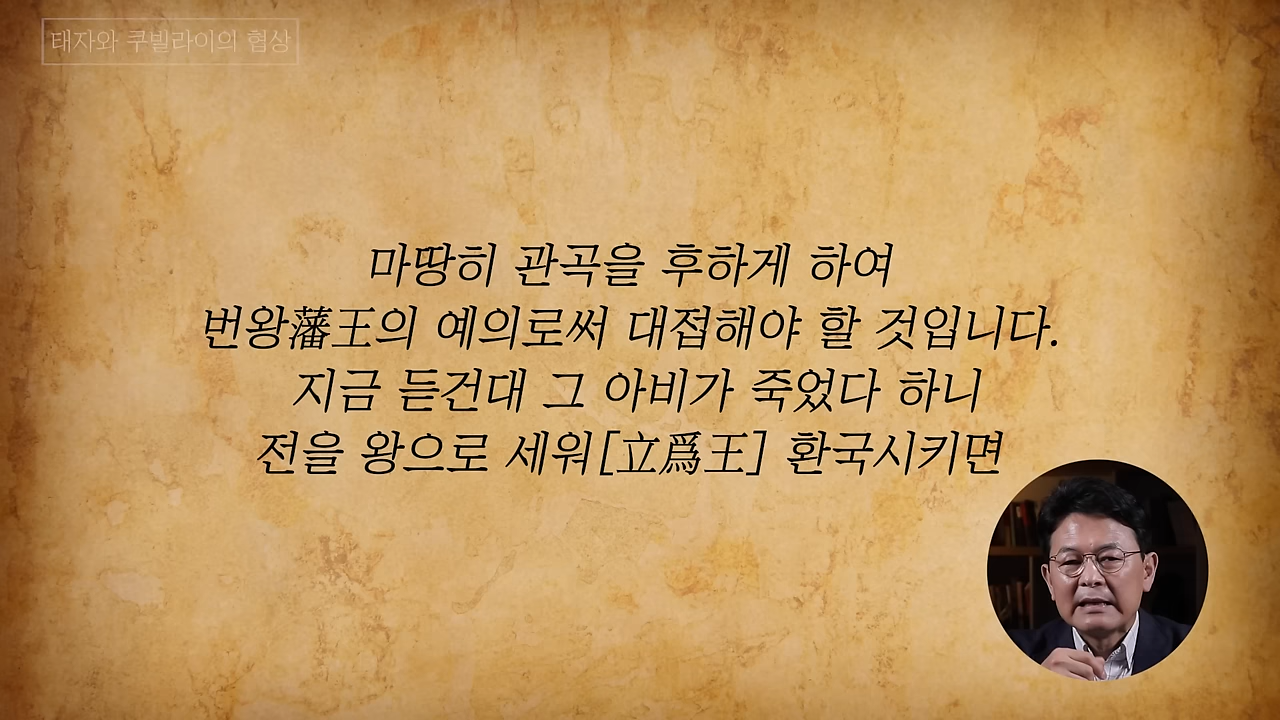 태자와 쿠빌라이의 협상
마땅히 관곡을 후하게 하여
번왕藩王의 예의로써 대접해야 할 것입니다.
지금 듣건대 그 아비가 죽었다 하니
전을 왕으로 세워[立爲王] 환국시키면